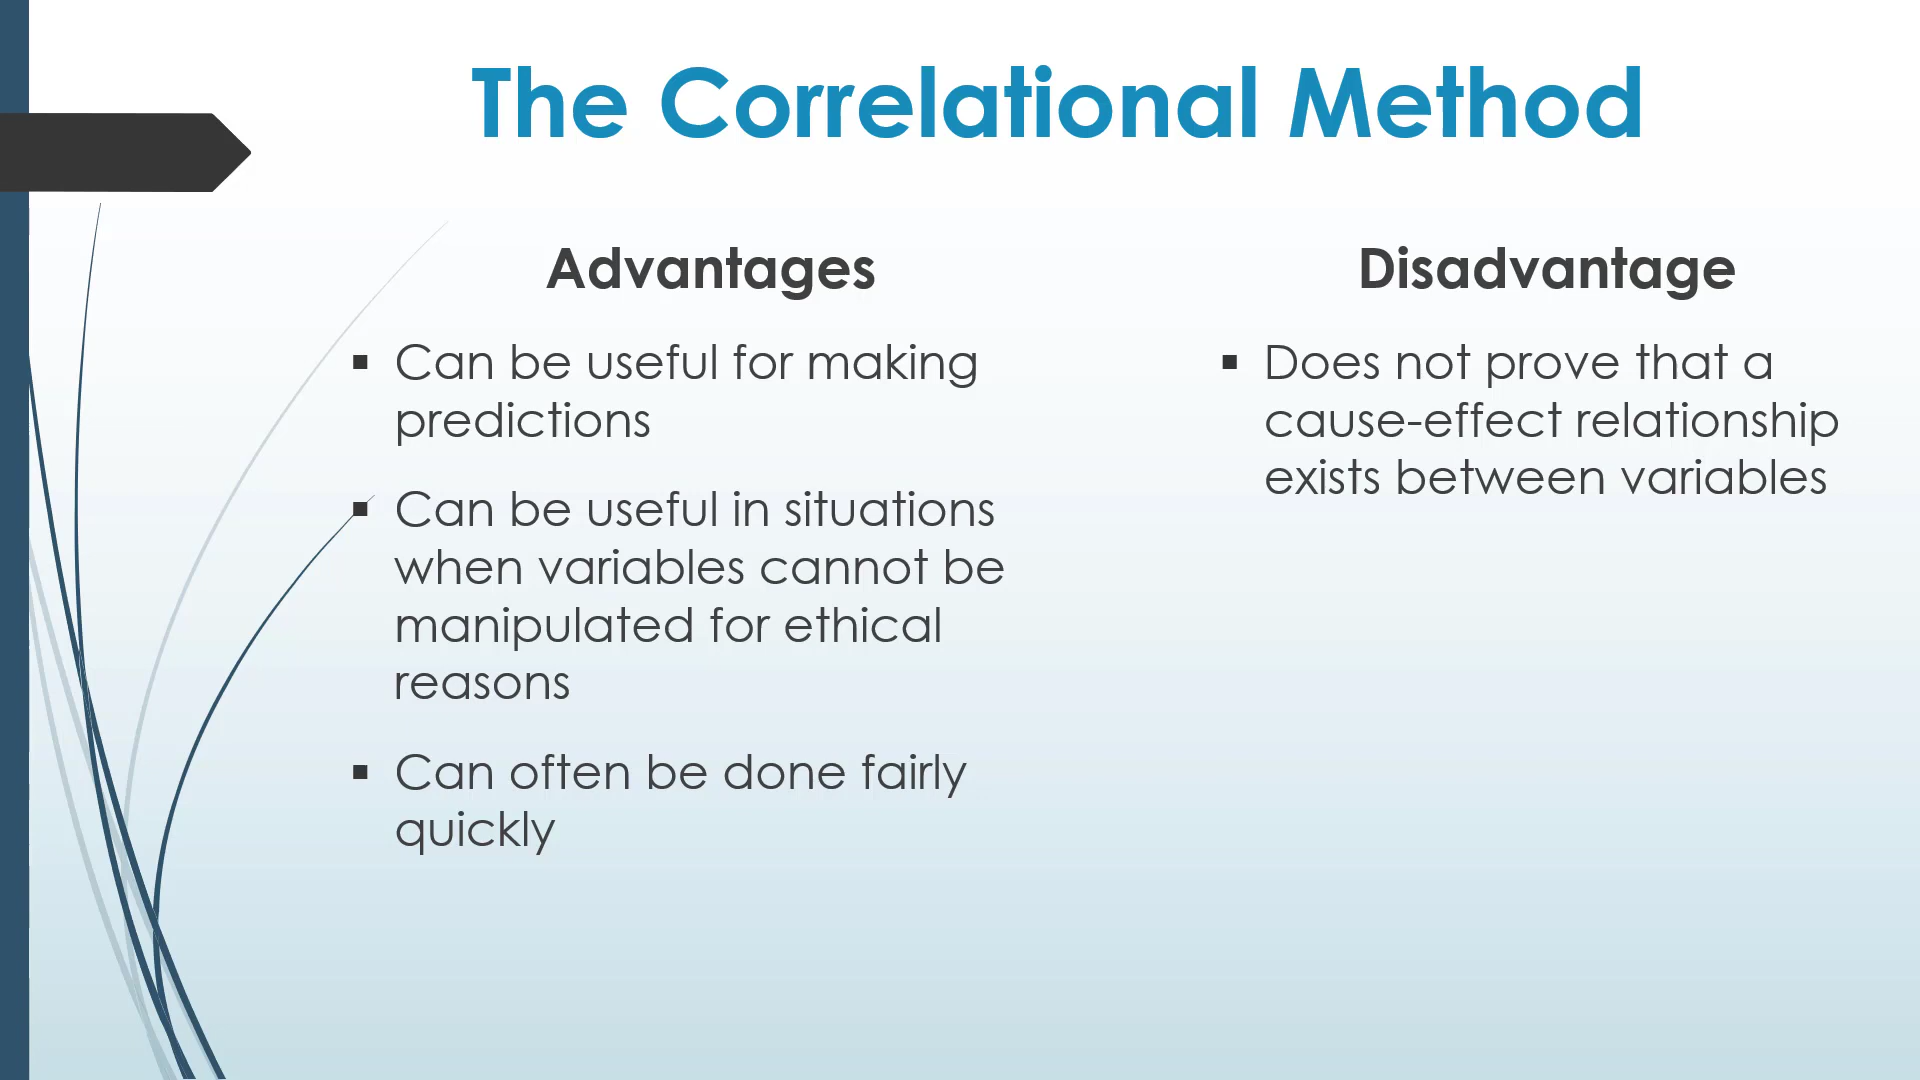 The Correlational Method
Advantages
▪ Can be useful for making
predictions
▪ Can be useful in situations
when variables cannot be
manipulated for ethical
reasons
▪ Can often be done fairly
quickly
Disadvantage
▪ Does not prove that a
cause-effect relationship
exists between variables